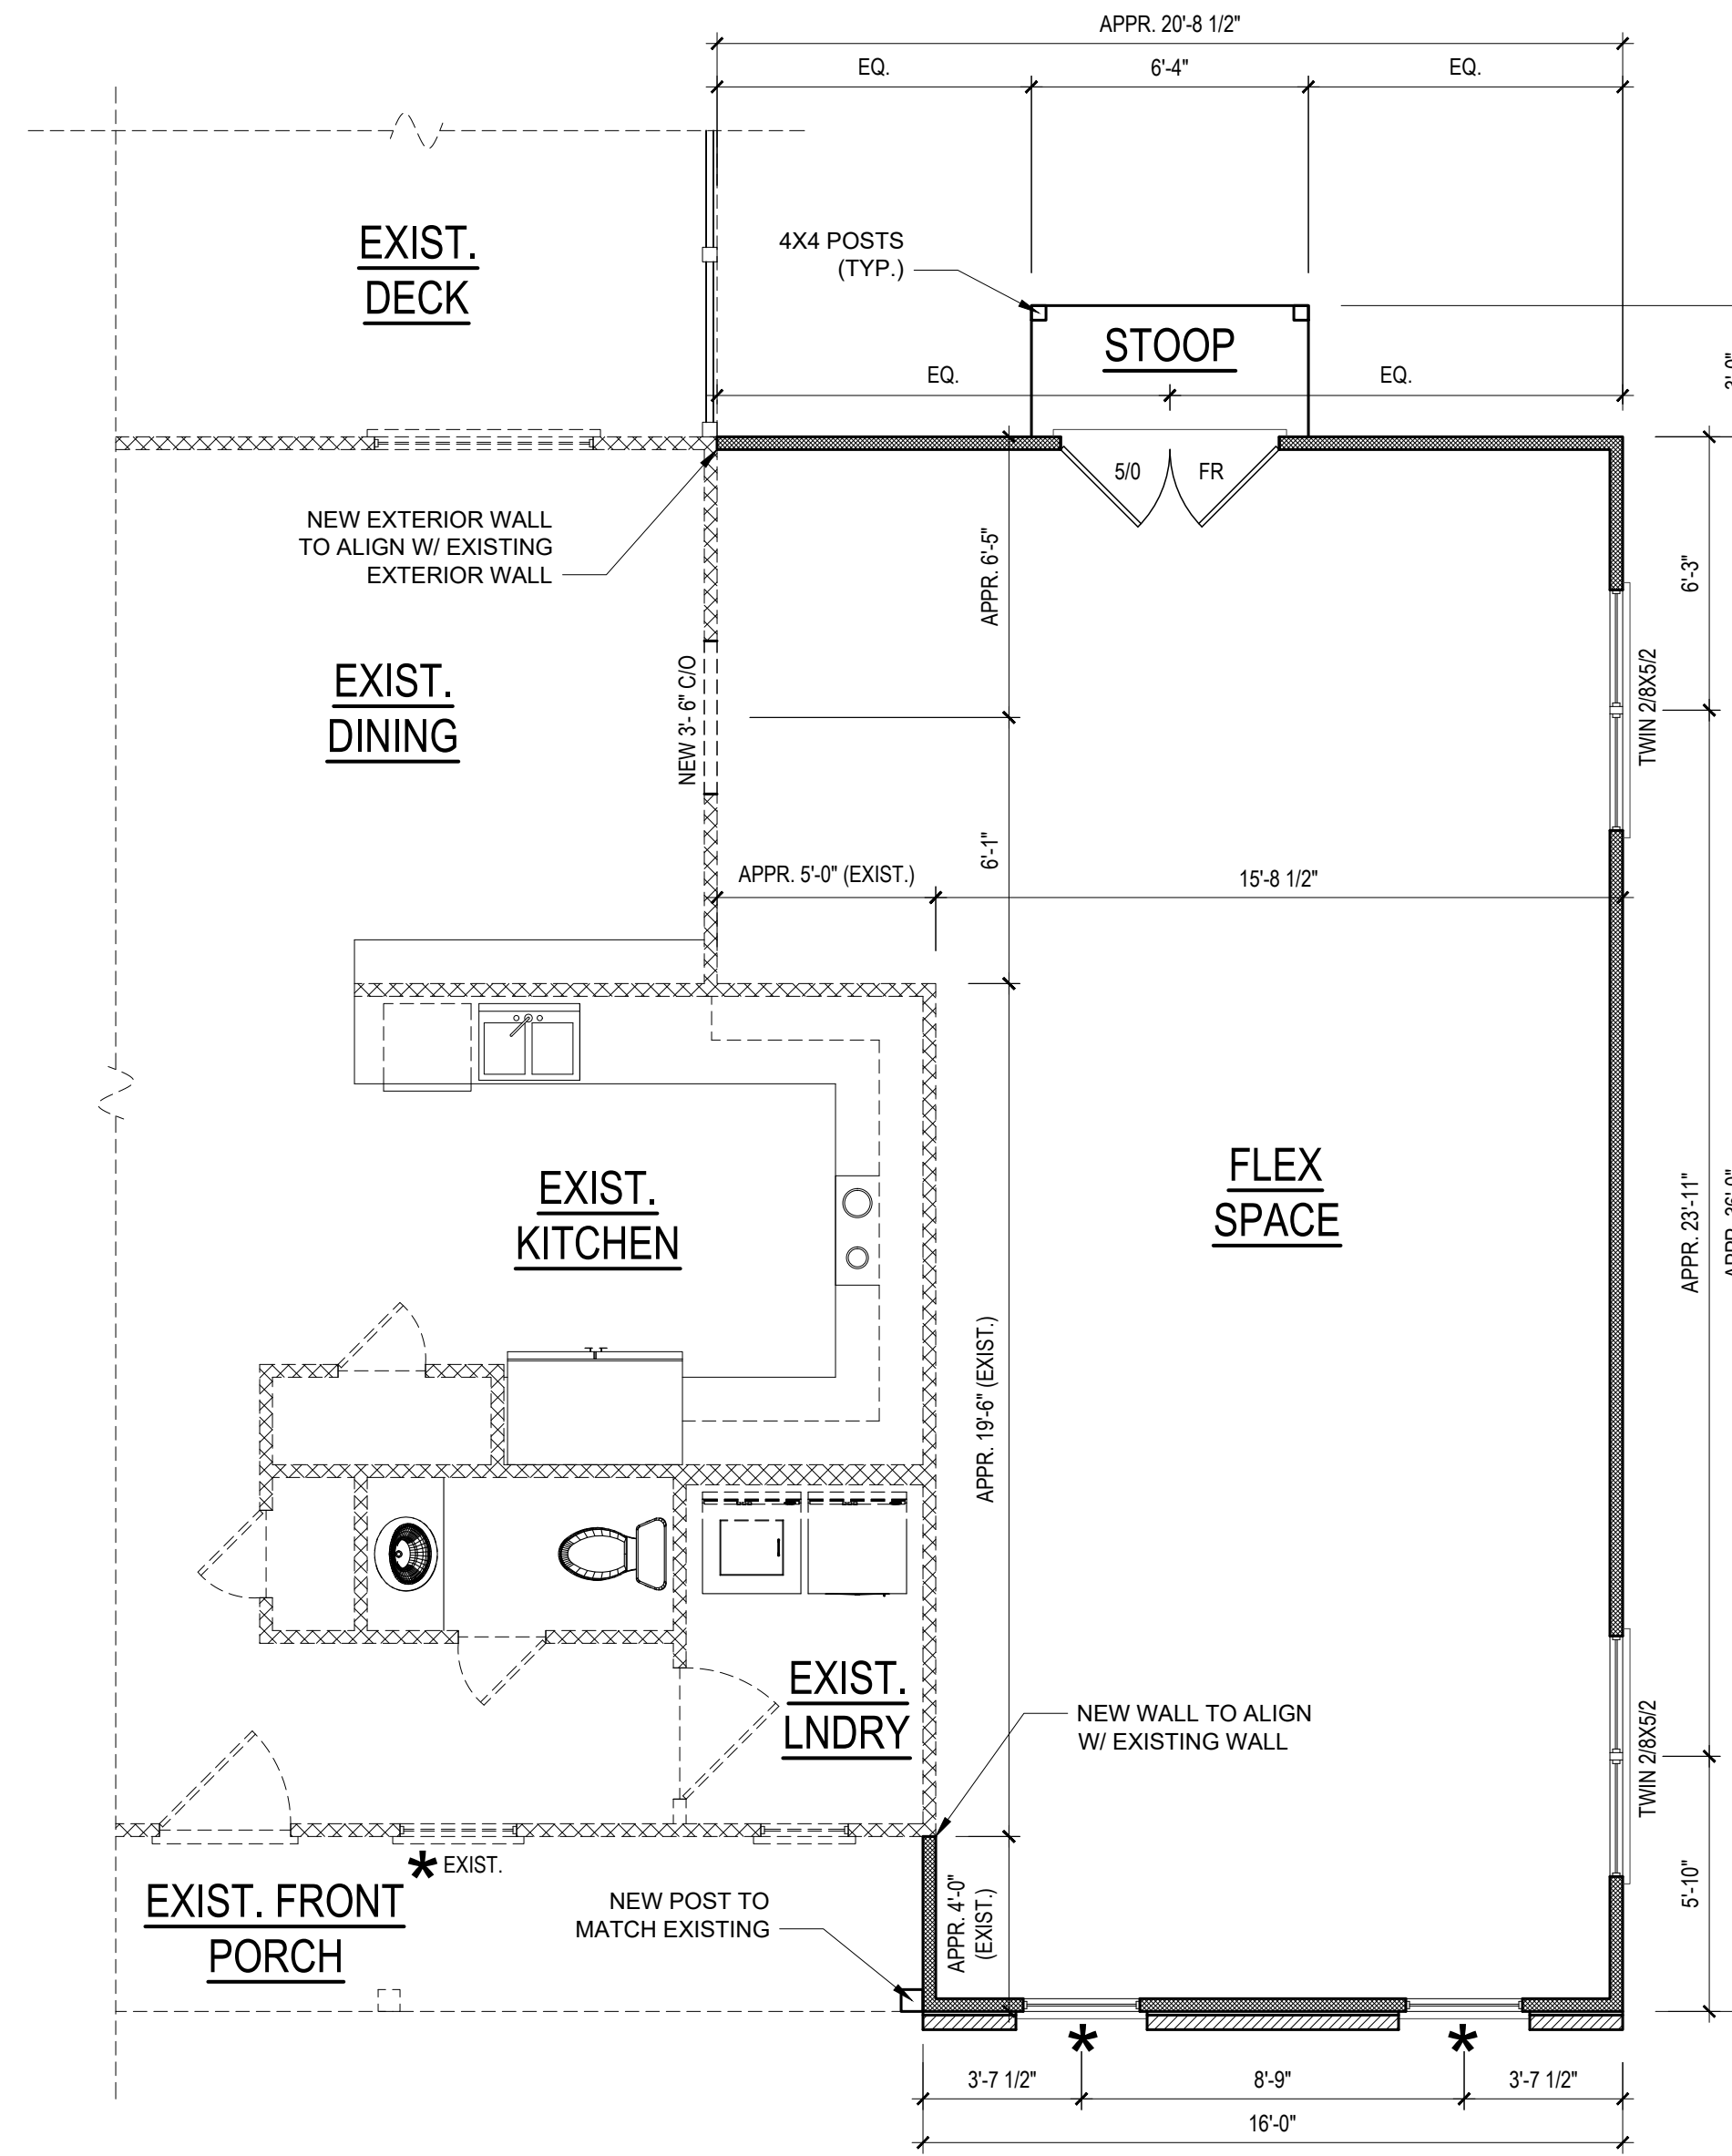 APPR. 20'-8 1/2"
EQ.
6'-4"
EQ.
EXIST.
DECK
4X4 POSTS
(TYP.)
STOOP
EQ.
EQ.
3'-0"
5/0
FR
NEW EXTERIOR WALL
TO ALIGN W/ EXISTING
EXTERIOR WALL
APPR. 6'-5"
6'-3"
EXIST.
DINING
NEW 3'- 6" C/O
TWIN 2/8X5/2
6'-1"
APPR. 5'-0" (EXIST.)
15'-8 1/2"
EXIST.
KITCHEN
FLEX
SPACE
APPR. 23'-11"
APPR. 36'-0"
APPR. 19'-6" (EXIST.)
EXIST.
LNDRY
NEW WALL TO ALIGN
W/ EXISTING WALL
TWIN 2/8X5/2
* EXIST.
EXIST. FRONT
PORCH
NEW POST TO
MATCH EXISTING
APPR. 4'-0"
(EXIST.)
5'-10"
*
*
3'-7 1/2"
8'-9"
3'-7 1/2"
16'-0"